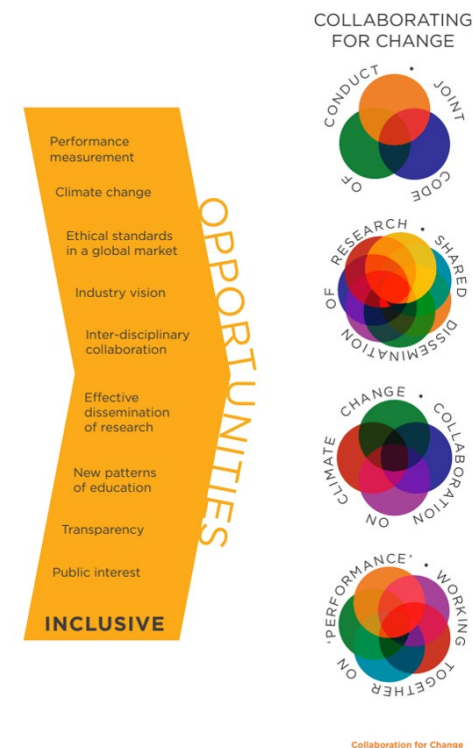 COLLABORATING
FOR CHANGE
Performance
measurement
Climate change
Ethical standards
in a global market
Industry vision
Inter-disciplinary
collaboration
Effective
dissemination
of research
New patterns
of education
Transparency
Public interest
INCLUSIVE
OPPORTUNITIES
JOINT CODE OF CONDUCT •
SHARED DISSEMINATION OF RESEARCH •
COLLABORATION ON CLIMATE CHANGE •
WORKING TOGETHER ON 'PERFORMANCE' •
Collaboration for Change